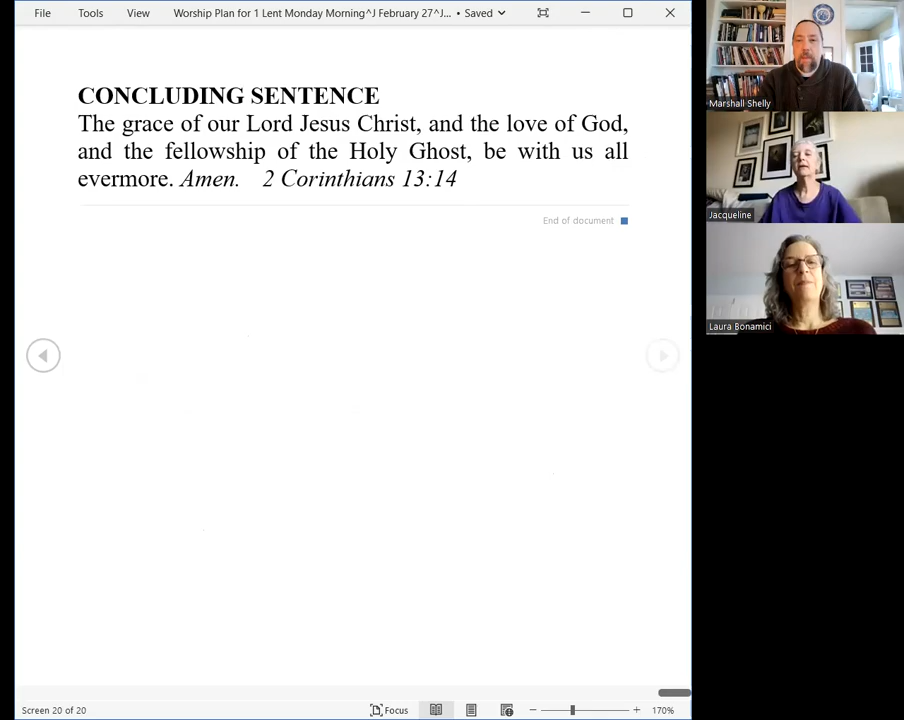 File Tools View Worship Plan for 1 Lent Monday Morning^J February 27^J... • Saved
CONCLUDING SENTENCE
The grace of our Lord Jesus Christ, and the love of God,
and the fellowship of the Holy Ghost, be with us all
evermore. Amen. 2 Corinthians 13:14
End of document
Screen 20 of 20
Focus
170%
Marshall Shelly
Jacqueline
Laura Bonamici